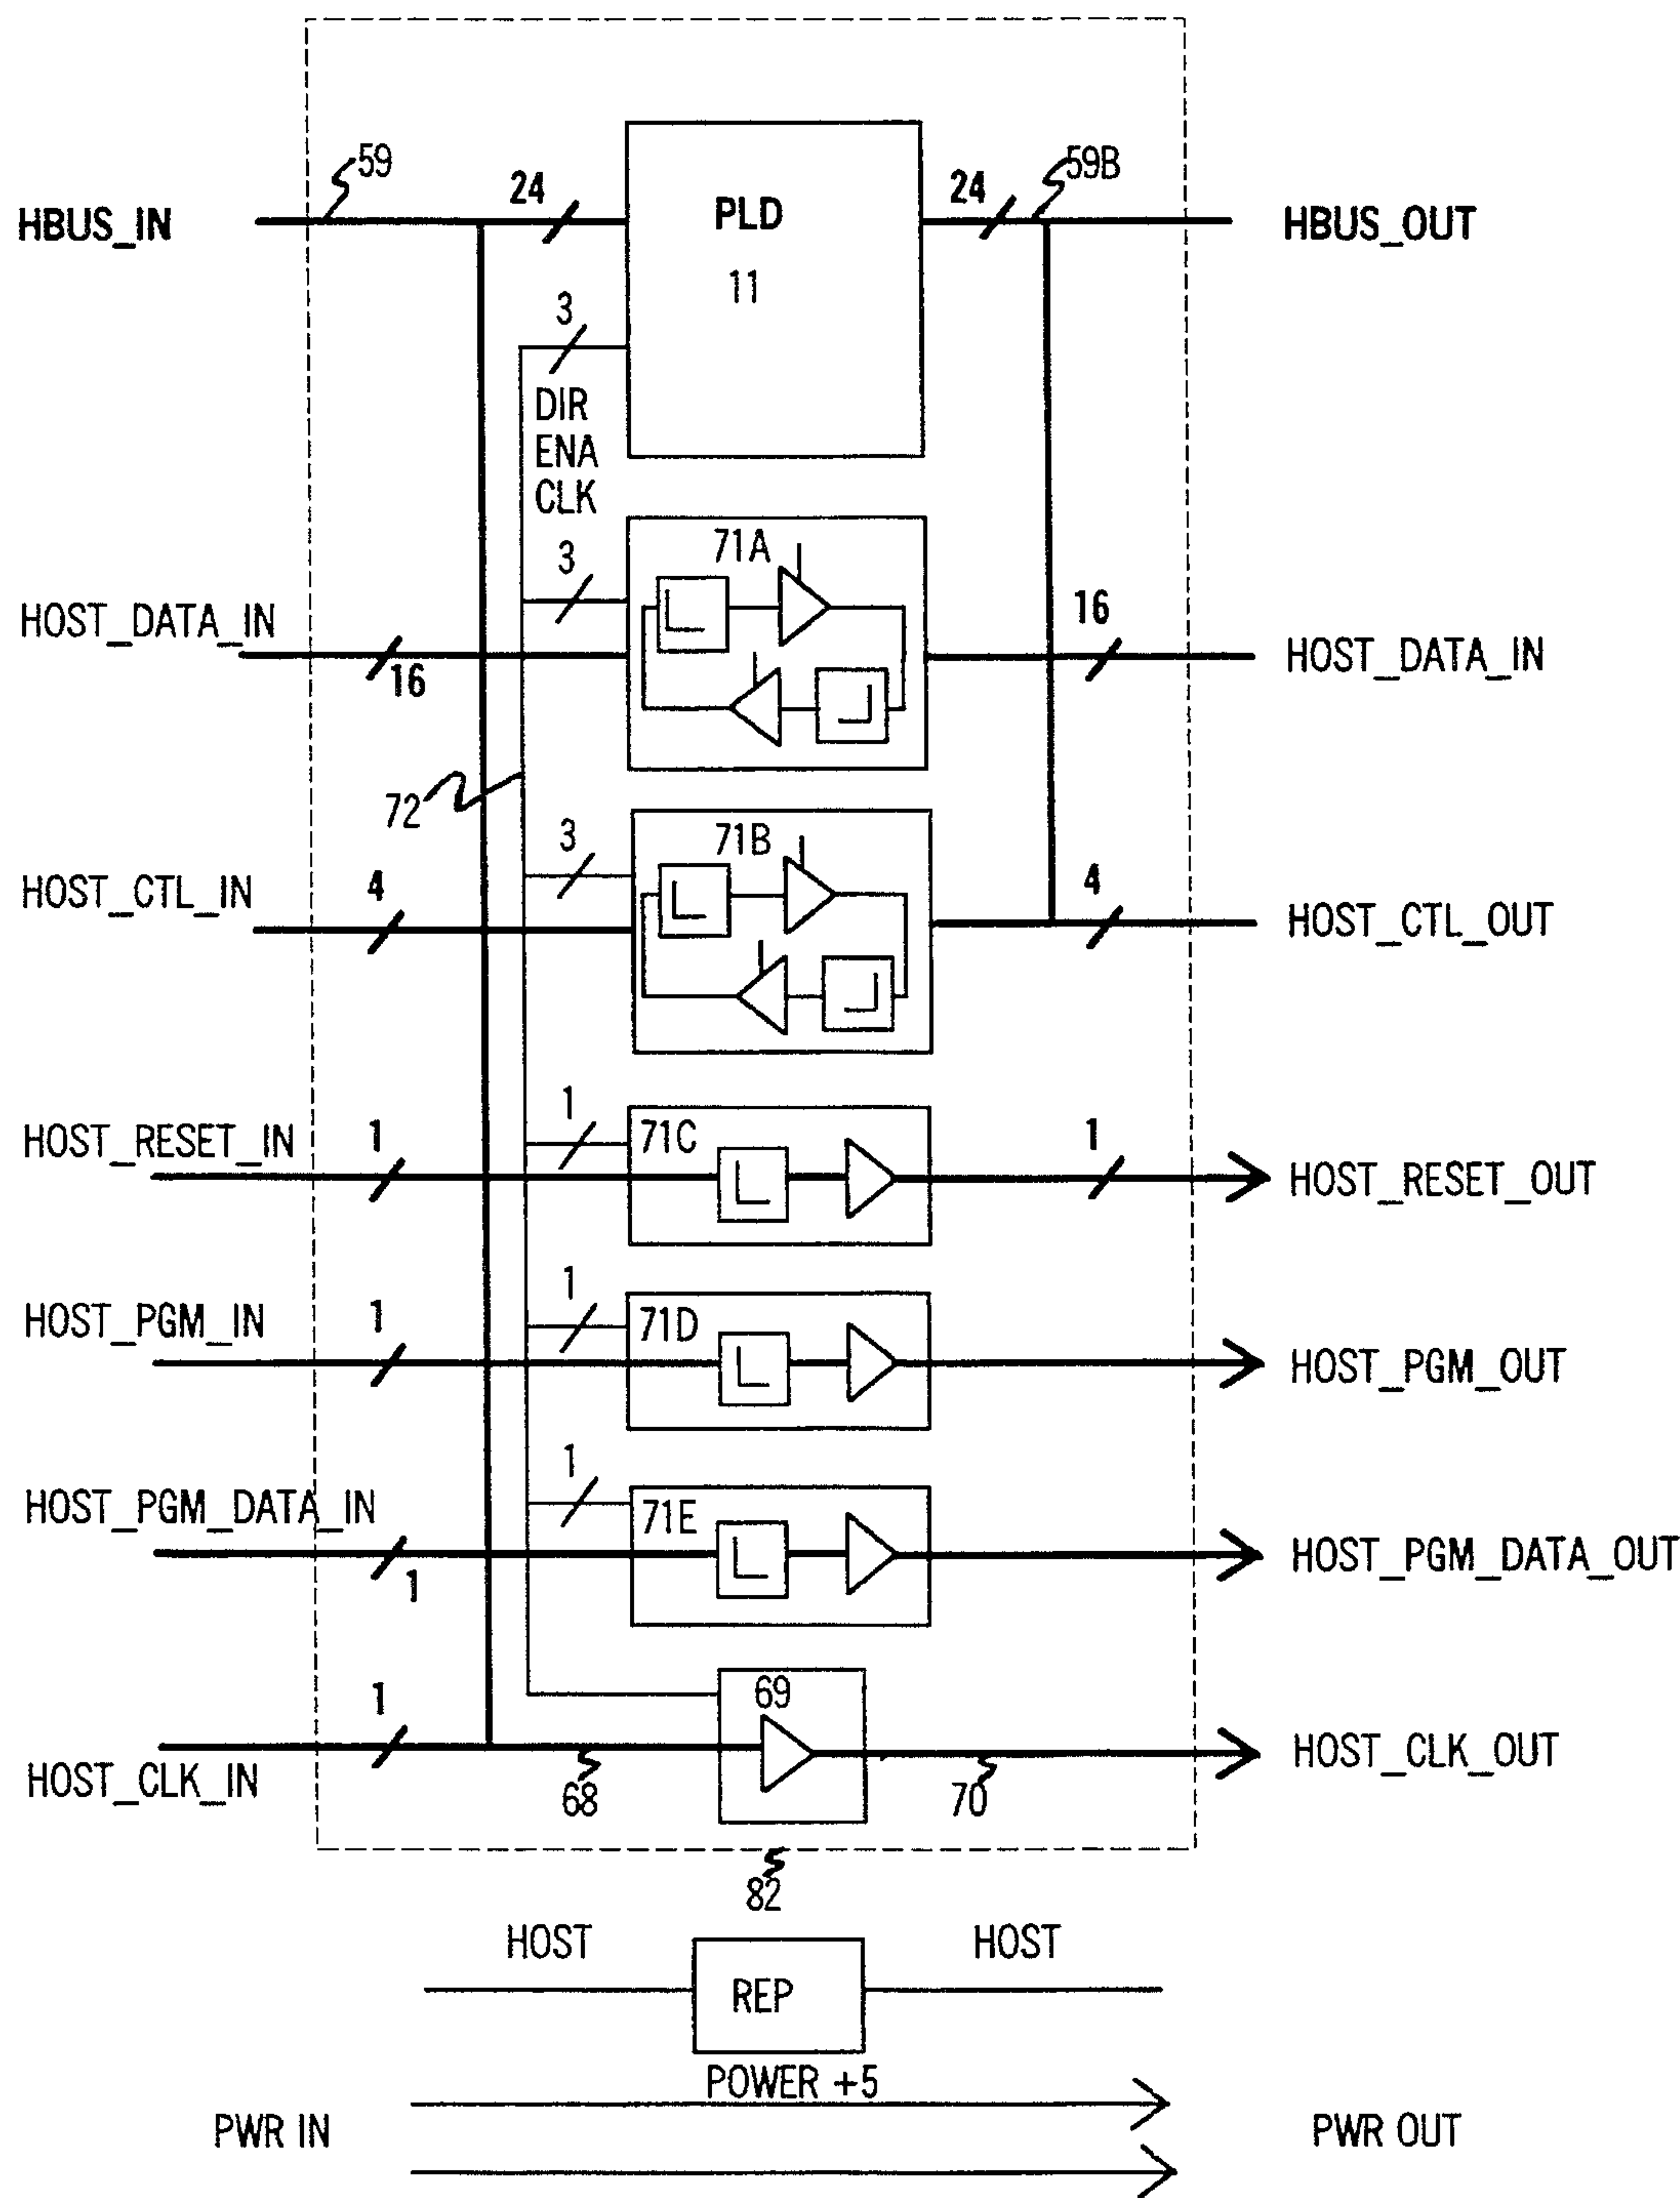 59
24
24
59B
HBUS_IN
PLD
HBUS_OUT
11
3
DIR
ENA
CLK
3
71A
HOST_DATA_IN
16
16
HOST_DATA_IN
72
3
71B
HOST_CTL_IN
4
4
HOST_CTL_OUT
HOST_RESET_IN
1
1
71C
1
HOST_RESET_OUT
HOST_PGM_IN
1
1
71D
HOST_PGM_OUT
HOST_PGM_DATA_IN
1
1
71E
HOST_PGM_DATA_OUT
1
69
HOST_CLK_IN
68
70
HOST_CLK_OUT
82
HOST
HOST
REP
POWER +5
PWR IN
PWR OUT